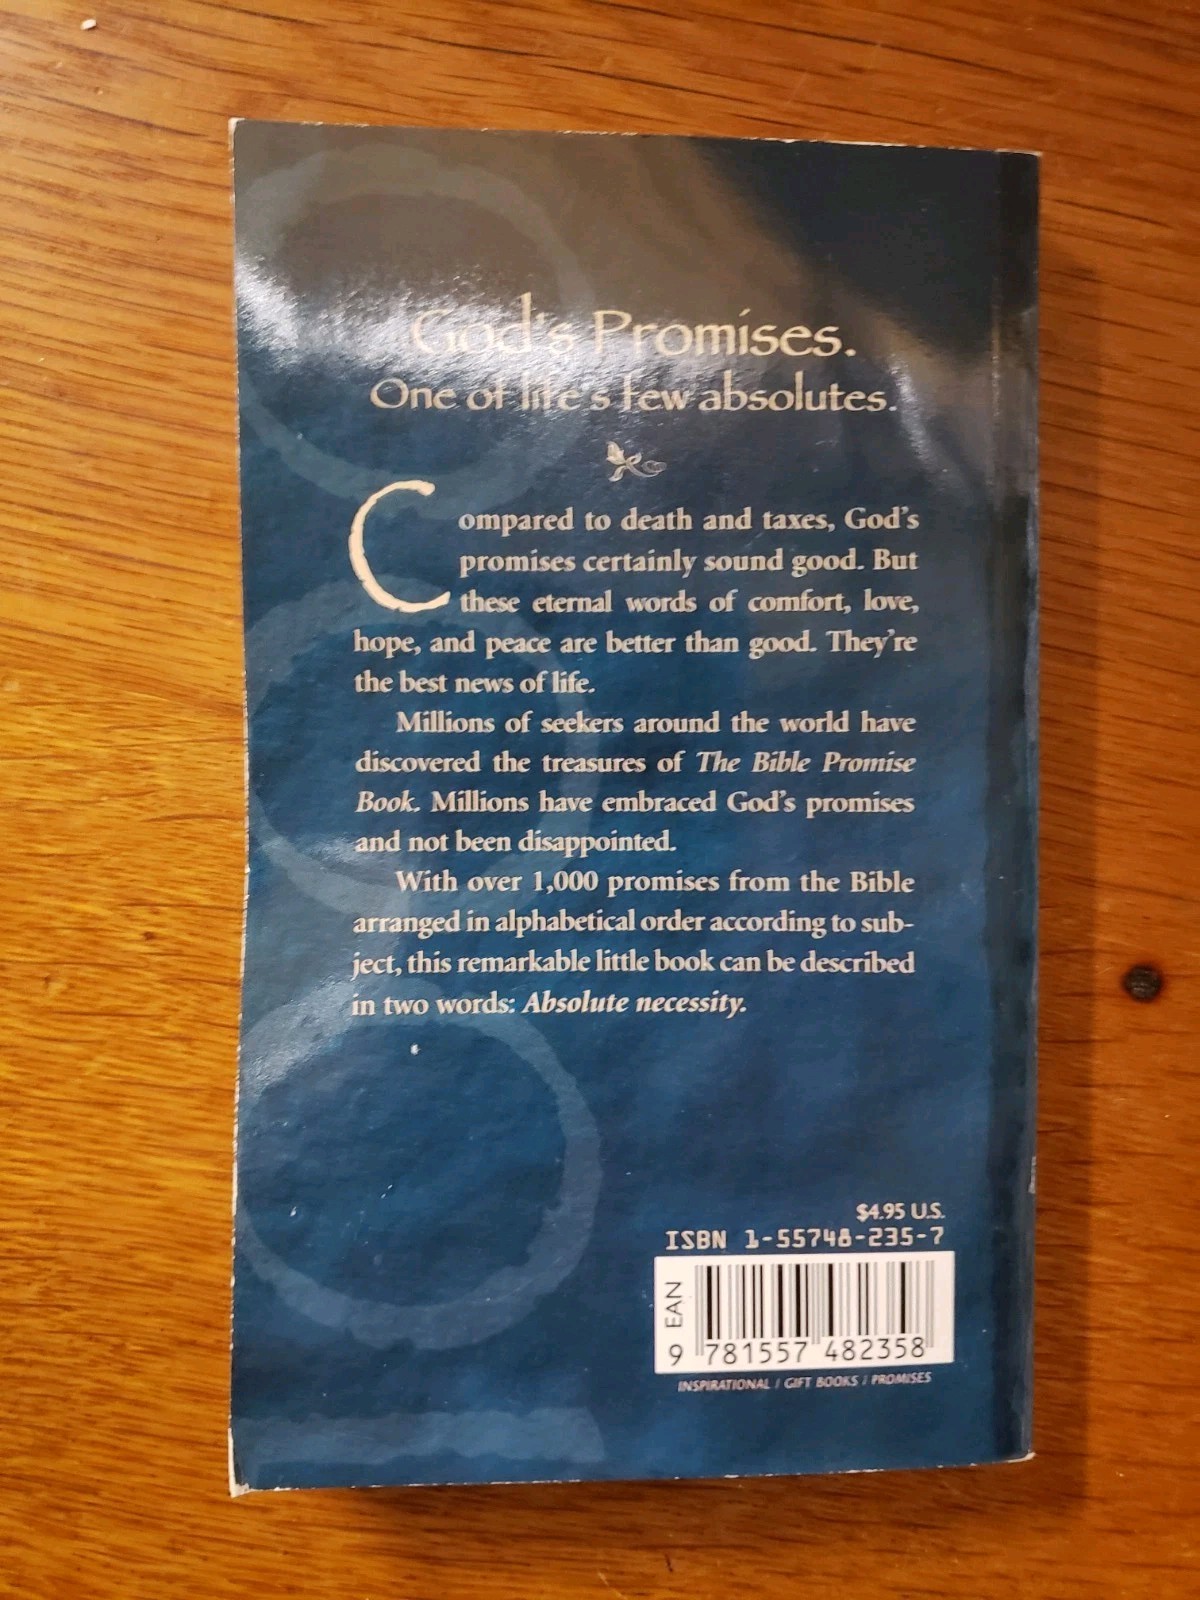 God's Promises.
One of life's few absolutes.
Compared to death and taxes, God's
promises certainly sound good. But
these eternal words of comfort, love,
hope, and peace are better than good. They're
the best news of life.
Millions of seekers around the world have
discovered the treasures of The Bible Promise
Book. Millions have embraced God's promises
and not been disappointed.
With over 1,000 promises from the Bible
arranged in alphabetical order according to sub-
ject, this remarkable little book can be described
in two words: Absolute necessity.
$4.95 U.S.
ISBN 1-55748-235-7
EAN
9 781557 482358
INSPIRATIONAL / GIFT BOOKS / PROMISES